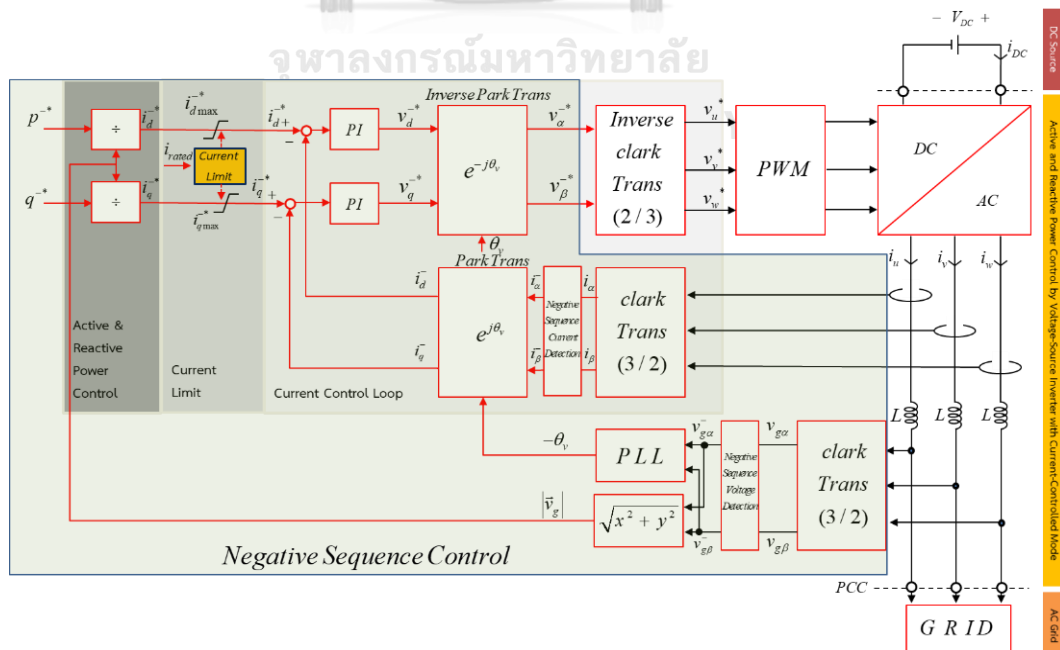 จุฬาลงกรณ์มหาวิทยาลัย
− V_DC +
i_DC
DC Source
Active and Reactive Power Control by Voltage-Source Inverter with Current-Controlled Mode
AC Grid
p^-*
÷
i_d^-*
i_dmax^-*
i_d^-* +
−
PI
v_d^-*
Inverse Park Trans
e^{-jθ_v}
v_α^-*
v_β^-*
Inverse
clark
Trans
(2/3)
v_u^*
v_v^*
v_w^*
PWM
DC
AC
i_rated
Current
Limit
q^-*
÷
i_q^-*
i_qmax^-*
i_q^-* +
−
PI
v_q^-*
θ_v
Park Trans
i_d^-
i_q^-
e^{jθ_v}
i_α^-
i_β^-
Negative
Sequence
Current
Detection
i_α
i_β
clark
Trans
(3/2)
i_u
i_v
i_w
Active &
Reactive
Power
Control
Current
Limit
Current Control Loop
L
L
L
−θ_v
PLL
v_gα^-
v_gα
Negative
Sequence
Voltage
Detection
clark
Trans
(3/2)
|v⃗_g|
√(x² + y²)
v_gβ^-
v_gβ
Negative Sequence Control
PCC
GRID